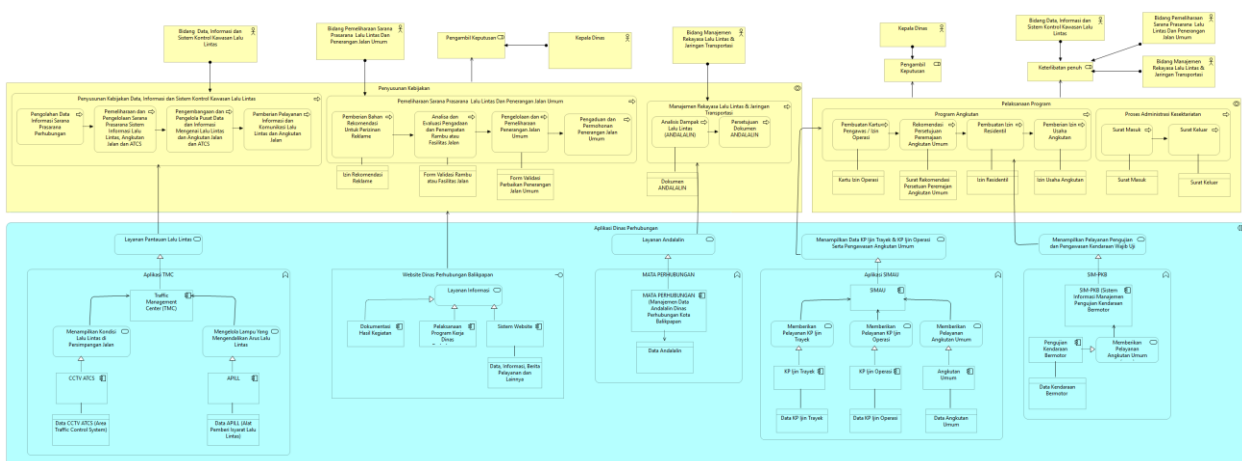 Bidang Data, Informasi dan
Sistem Kontrol Kawasan Lalu
Lintas
Bidang Pemeliharaan Sarana
Prasarana Lalu Lintas Dan
Penerangan Jalan Umum
Pengambil Keputusan
Kepala Dinas
Bidang Manajemen
Rekayasa Lalu Lintas &
Jaringan Transportasi
Kepala Dinas
Pengambil
Keputusan
Bidang Data, Informasi dan
Sistem Kontrol Kawasan Lalu
Lintas
Keterlibatan penuh
Bidang Pemeliharaan Sarana
Prasarana Lalu Lintas Dan
Penerangan Jalan Umum
Bidang Manajemen
Rekayasa Lalu Lintas &
Jaringan Transportasi
Penyusunan Kebijakan
Penyusunan Kebijakan Data, Informasi dan Sistem Kontrol Kawasan Lalu Lintas
Pengolahan Data
Informasi Sarana
Prasarana
Perhubungan
Pemeliharaan dan
Pengelolaan Sarana
Prasarana Sistem
Informasi Lalu
Lintas, Angkutan
Jalan dan ATCS
Pengembangan dan
Pengelola Pusat Data
dan Informasi
Mengenai Lalu Lintas
dan Angkutan Jalan
dan ATCS
Pemberian Pelayanan
Informasi dan
Komunikasi Lalu
Lintas dan Angkutan
Jalan
Pemeliharaan Sarana Prasarana Lalu Lintas Dan Penerangan Jalan Umum
Pemberian Bahan
Rekomendasi
Untuk Perizinan
Reklame
Analisa dan
Evaluasi Pengadaan
dan Penempatan
Rambu atau
Fasilitas Jalan
Pengelolaan dan
Pemeliharaan
Penerangan Jalan
Umum
Pengaduan dan
Permohonan
Penerangan Jalan
Umum
Izin Rekomendasi
Reklame
Form Validasi Rambu
atau Fasilitas Jalan
Form Validasi
Perbaikan Penerangan
Jalan Umum
Manajemen Rekayasa Lalu Lintas & Jaringan
Transportasi
Analisis Dampak
Lalu Lintas
(ANDALALIN)
Persetujuan
Dokumen
ANDALALIN
Dokumen
ANDALALIN
Pelaksanaan Program
Program Angkutan
Pembuatan Kartu
Pengawas / Izin
Operasi
Rekomendasi
Persetujuan
Peremajaan
Angkutan Umum
Pembuatan Izin
Residentil
Pemberian Izin
Usaha
Angkutan
Kartu Izin Operasi
Surat Rekomendasi
Izin Residentil
Izin Usaha Angkutan
Proses Administrasi Kesekretariatan
Surat Masuk
Surat Keluar
Surat Masuk
Surat Keluar
Aplikasi Dinas Perhubungan
Layanan Pantauan Lalu Lintas
Aplikasi TMC
Traffic
Management
Center (TMC)
Menampilkan Kondisi
Lalu Lintas di
Persimpangan Jalan
Mengelola Lampu Yang
Mengendalikan Arus Lalu
Lintas
CCTV ATCS
APILL
Data CCTV ATCS (Area
Traffic Control System)
Data APILL (Alat
Pemberi Isyarat Lalu
Lintas)
Website Dinas Perhubungan Balikpapan
Layanan Informasi
Dokumentasi
Hasil Kegiatan
Pelaksanaan
Program Kerja
Dinas
Sistem Website
Data, Informasi, Berita
Pelayanan dan
Lainnya
Layanan Andalalin
MATA PERHUBUNGAN
MATA PERHUBUNGAN
(Manajemen Data
Andalalin Dinas
Perhubungan Kota
Balikpapan
Data Andalalin
Menampilkan Data KP Ijin Trayek & KP Ijin Operasi
Serta Pengawasan Angkutan Umum
Aplikasi SIMAU
SIMAU
Memberikan
Pelayanan KP Ijin
Trayek
Memberikan
Pelayanan KP Ijin
Operasi
Memberikan
Pelayanan
Angkutan Umum
KP Ijin Trayek
KP Ijin Operasi
Angkutan
Umum
Data KP Ijin Trayek
Data KP Ijin Operasi
Data Angkutan
Umum
Menampilkan Pelayanan Pengujian
dan Pengawasan Kendaraan Wajib Uji
SIM-PKB
SIM-PKB (Sistem
Informasi Manajemen
Pengujian Kendaraan
Bermotor
Pengujian
Kendaraan
Bermotor
Memberikan
Pelayanan
Angkutan Umum
Data Kendaraan
Bermotor